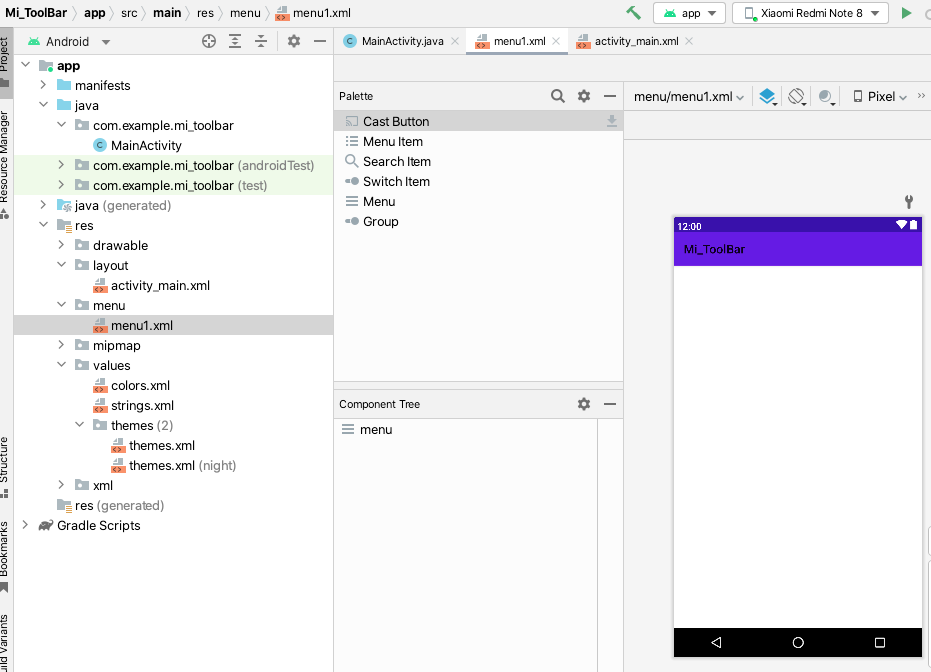 Mi_ToolBar app src main res menu menu1.xml
app Xiaomi Redmi Note 8
Android
MainActivity.java menu1.xml activity_main.xml
Project
Resource Manager
Structure
Bookmarks
app
manifests
java
com.example.mi_toolbar
MainActivity
com.example.mi_toolbar (androidTest)
com.example.mi_toolbar (test)
java (generated)
res
drawable
layout
activity_main.xml
menu
menu1.xml
mipmap
values
colors.xml
strings.xml
themes (2)
themes.xml
themes.xml (night)
xml
res (generated)
Gradle Scripts
Palette
Cast Button
Menu Item
Search Item
Switch Item
Menu
Group
Component Tree
menu
menu/menu1.xml Pixel
12:00
Mi_ToolBar